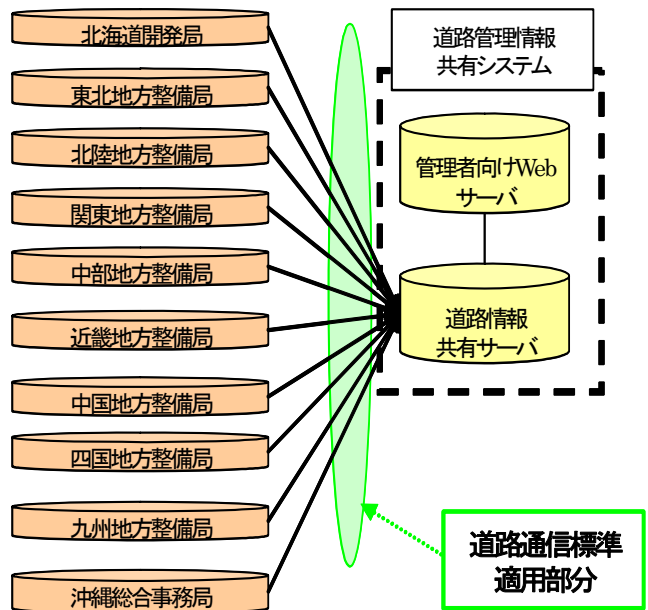 北海道開発局
東北地方整備局
北陸地方整備局
関東地方整備局
中部地方整備局
近畿地方整備局
中国地方整備局
四国地方整備局
九州地方整備局
沖縄総合事務局
道路管理情報
共有システム
管理者向けWeb
サーバ
道路情報
共有サーバ
道路通信標準
適用部分